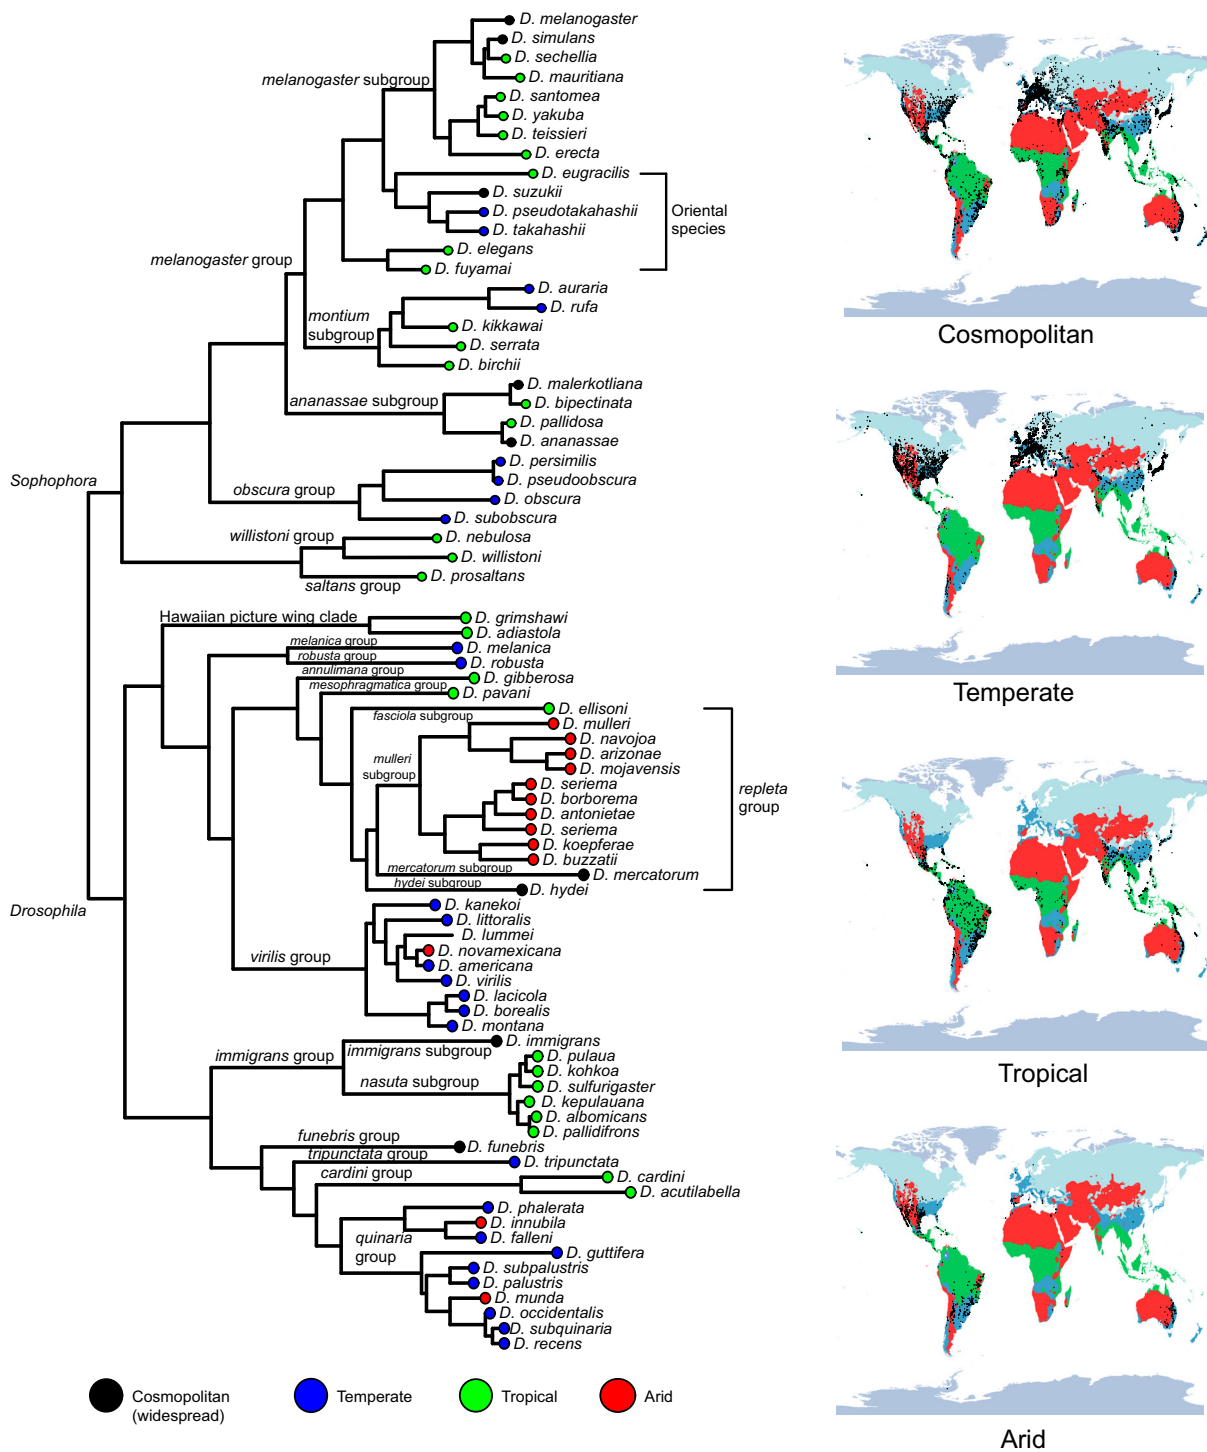 D. melanogaster
D. simulans
D. sechellia
melanogaster subgroup
D. mauritiana
D. santomea
D. yakuba
D. teissieri
D. erecta
D. eugracilis
D. suzukii
D. pseudotakahashii
D. takahashii
Oriental
species
D. elegans
melanogaster group
D. fuyamai
D. auraria
D. rufa
montium
subgroup
D. kikkawai
D. serrata
D. birchii
D. malerkotliana
ananassae subgroup
D. bipectinata
D. pallidosa
D. ananassae
D. persimilis
Sophophora
D. pseudoobscura
obscura group
D. obscura
D. subobscura
willistoni group
D. nebulosa
D. willistoni
D. prosaltans
saltans group
Hawaiian picture wing clade
D. grimshawi
D. adiastola
melanica group
D. melanica
robusta group
D. robusta
annulimana group
D. gibberosa
mesophragmatica group
D. pavani
D. ellisoni
fasciola subgroup
D. mulleri
D. navojoa
D. arizonae
mulleri
subgroup
D. mojavensis
D. seriema
D. borborema
repleta
group
D. antonietae
D. seriema
D. koepferae
D. buzzatii
mercatorum subgroup
D. mercatorum
hydei subgroup
D. hydei
D. kanekoi
Drosophila
D. littoralis
D. lummei
D. novamexicana
virilis group
D. americana
D. virilis
D. lacicola
D. borealis
D. montana
D. immigrans
immigrans group
immigrans subgroup
D. pulaua
D. kohkoa
nasuta subgroup
D. sulfurigaster
D. kepulauana
D. albomicans
D. pallidifrons
funebris group
D. funebris
tripunctata group
D. tripunctata
cardini group
D. cardini
D. acutilabella
D. phalerata
D. innubila
quinaria
group
D. falleni
D. guttifera
D. subpalustris
D. palustris
D. munda
D. occidentalis
D. subquinaria
D. recens
Cosmopolitan
(widespread)
Temperate
Tropical
Arid
Cosmopolitan
Temperate
Tropical
Arid